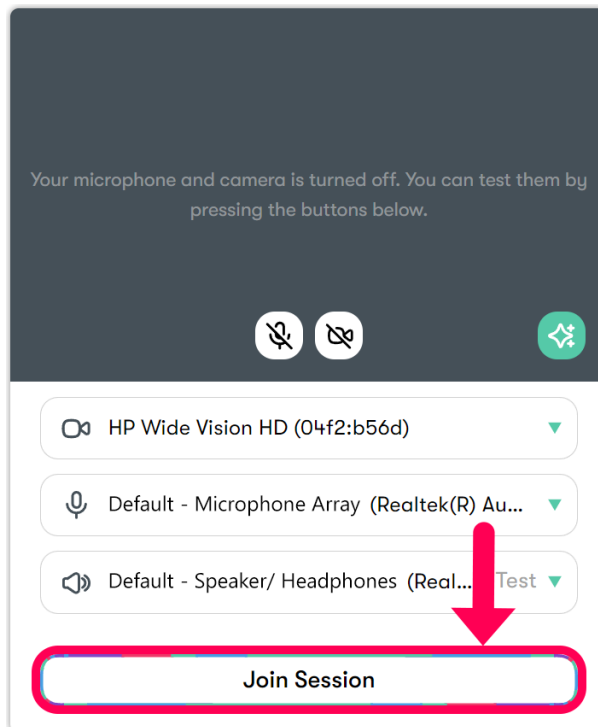 Your microphone and camera is turned off. You can test them by
pressing the buttons below.
HP Wide Vision HD (04f2:b56d)
Default - Microphone Array (Realtek(R) Au...
Default - Speaker/ Headphones (Real... Test
Join Session